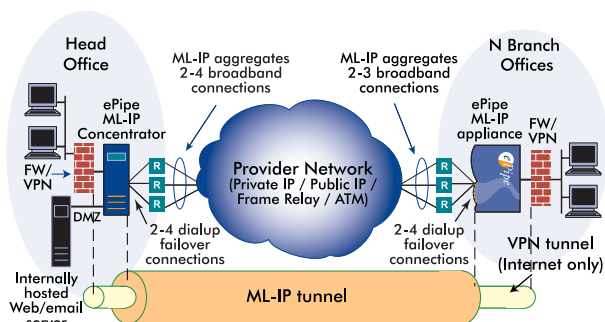 Head
Office
ePipe
ML-IP
Concentrator
FW/
VPN
DMZ
Internally
hosted
Web/email
server
ML-IP aggregates
2-4 broadband
connections
R
R
R
2-4 dialup
failover
connections
Provider Network
(Private IP / Public IP /
Frame Relay / ATM)
ML-IP aggregates
2-3 broadband
connections
R
R
R
2-4 dialup
failover
connections
N Branch
Offices
ePipe
ML-IP
appliance
ePipe
FW/
VPN
VPN tunnel
(Internet only)
ML-IP tunnel